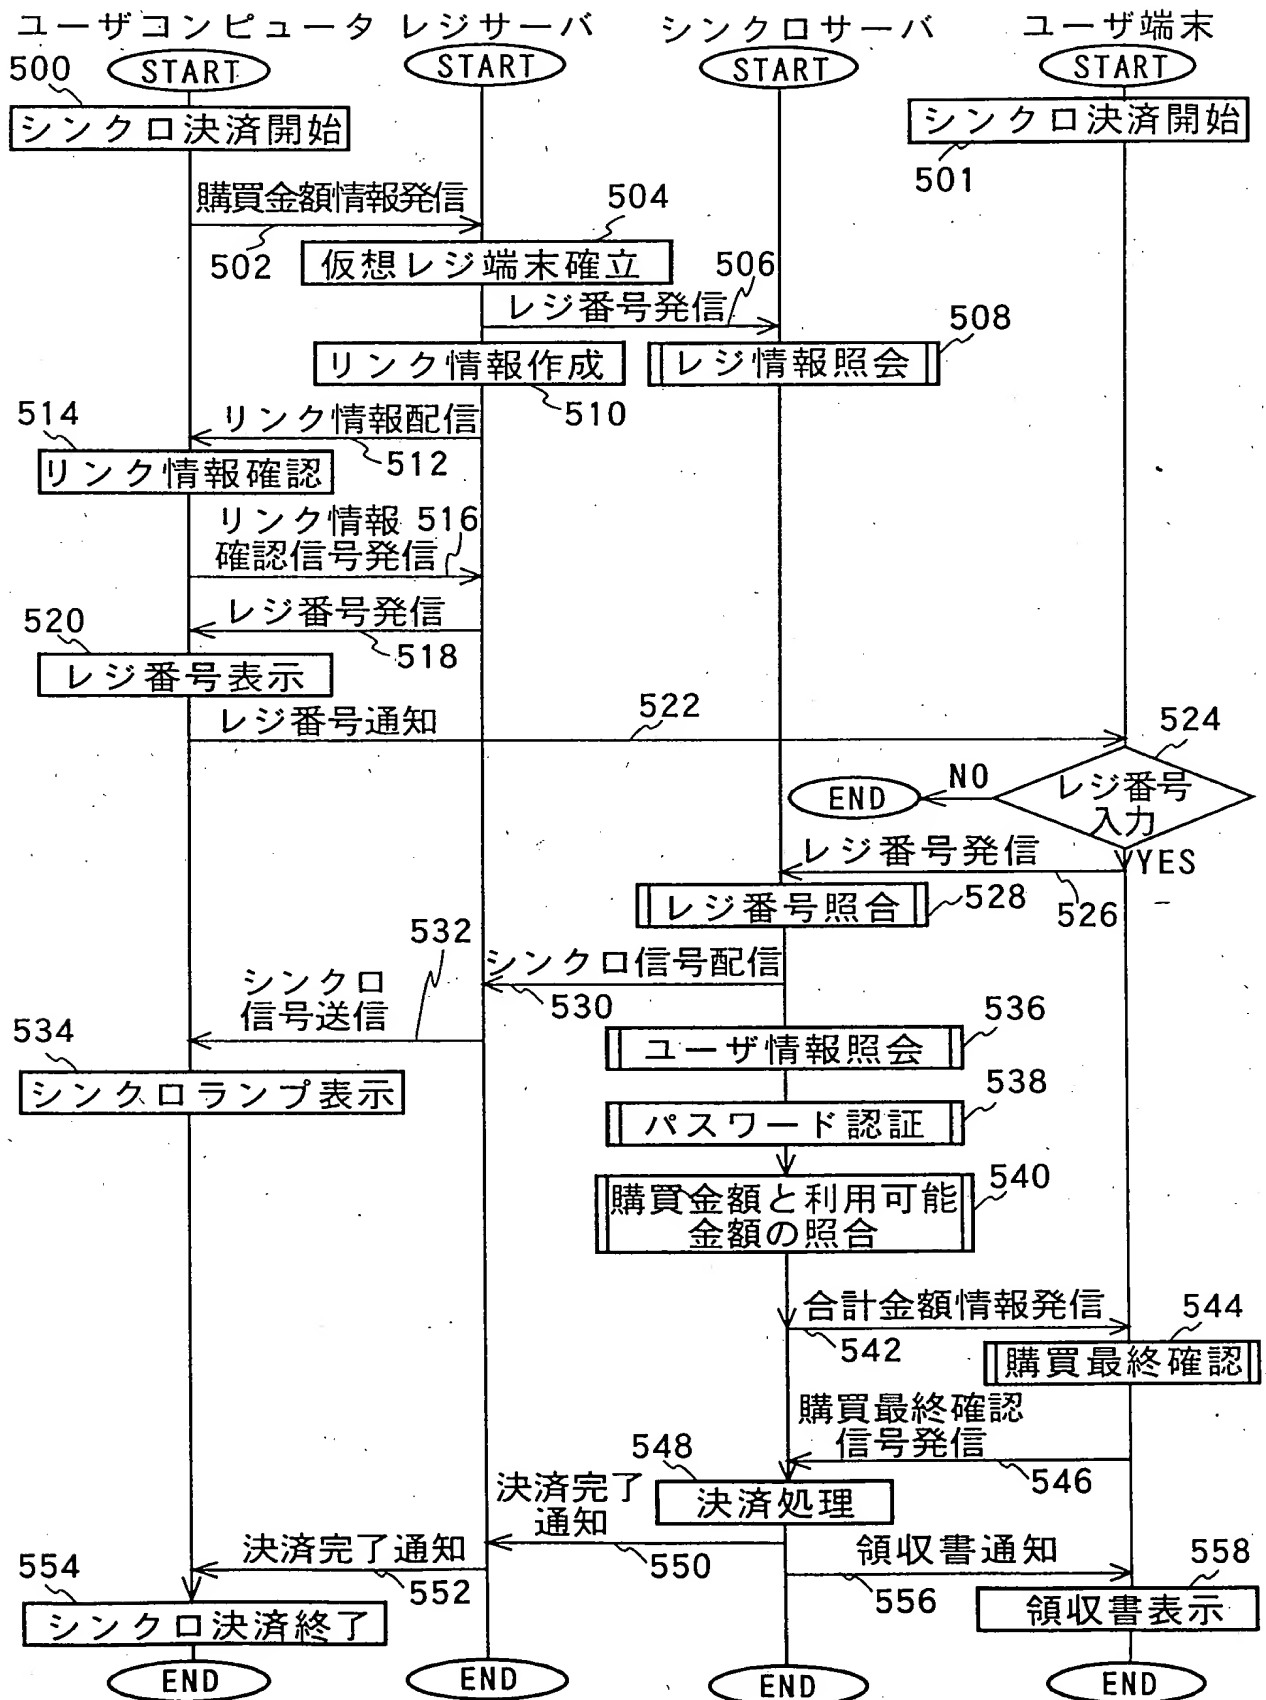 ユーザコンピュータ レジサーバ シンクロサーバ ユーザ端末
START START START START
500
シンクロ決済開始
シンクロ決済開始
501
購買金額情報発信
502
504
仮想レジ端末確立
506
レジ番号発信
508
リンク情報作成
レジ情報照会
510
514
リンク情報配信
512
リンク情報確認
リンク情報 516
確認信号発信
レジ番号発信
520
518
レジ番号表示
レジ番号通知
522
524
レジ番号
入力
NO
END
YES
レジ番号発信
526
レジ番号照合
528
532
シンクロ信号配信
530
シンクロ
信号送信
534
シンクロランプ表示
536
ユーザ情報照会
538
パスワード認証
540
購買金額と利用可能
金額の照合
合計金額情報発信
542
544
購買最終確認
購買最終確認
信号発信
546
548
決済処理
決済完了
通知
550
決済完了通知
552
領収書通知
556
558
554
シンクロ決済終了
領収書表示
END END END END